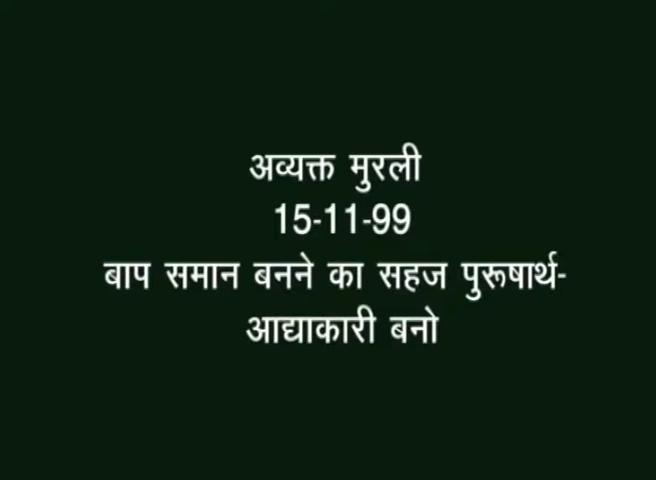 अव्यक्त मुरली
15-11-99
बाप समान बनने का सहज पुरूषार्थ-
आद्याकारी बनो